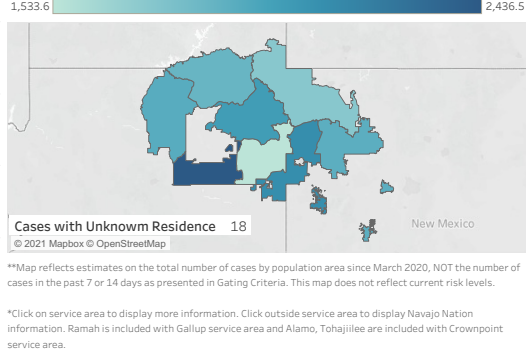 1,533.6 2,436.5
New Mexico
Cases with Unknowm Residence 18
© 2021 Mapbox © OpenStreetMap
**Map reflects estimates on the total number of cases by population area since March 2020, NOT the number of
cases in the past 7 or 14 days as presented in Gating Criteria. This map does not reflect current risk levels.
*Click on service area to display more information. Click outside service area to display Navajo Nation
information. Ramah is included with Gallup service area and Alamo, Tohajiilee are included with Crownpoint
service area.